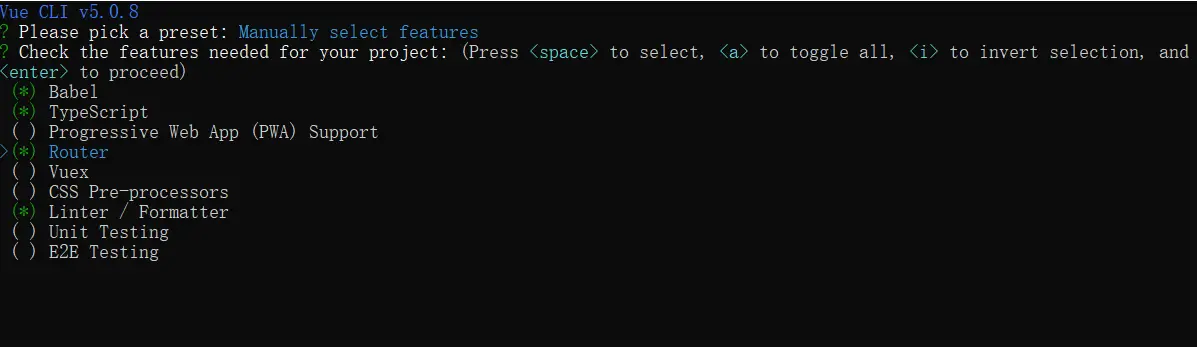 Vue CLI v5.0.8
? Please pick a preset: Manually select features
? Check the features needed for your project: (Press <space> to select, <a> to toggle all, <i> to invert selection, and
<enter> to proceed)
(*) Babel
(*) TypeScript
( ) Progressive Web App (PWA) Support
>(*) Router
( ) Vuex
( ) CSS Pre-processors
(*) Linter / Formatter
( ) Unit Testing
( ) E2E Testing